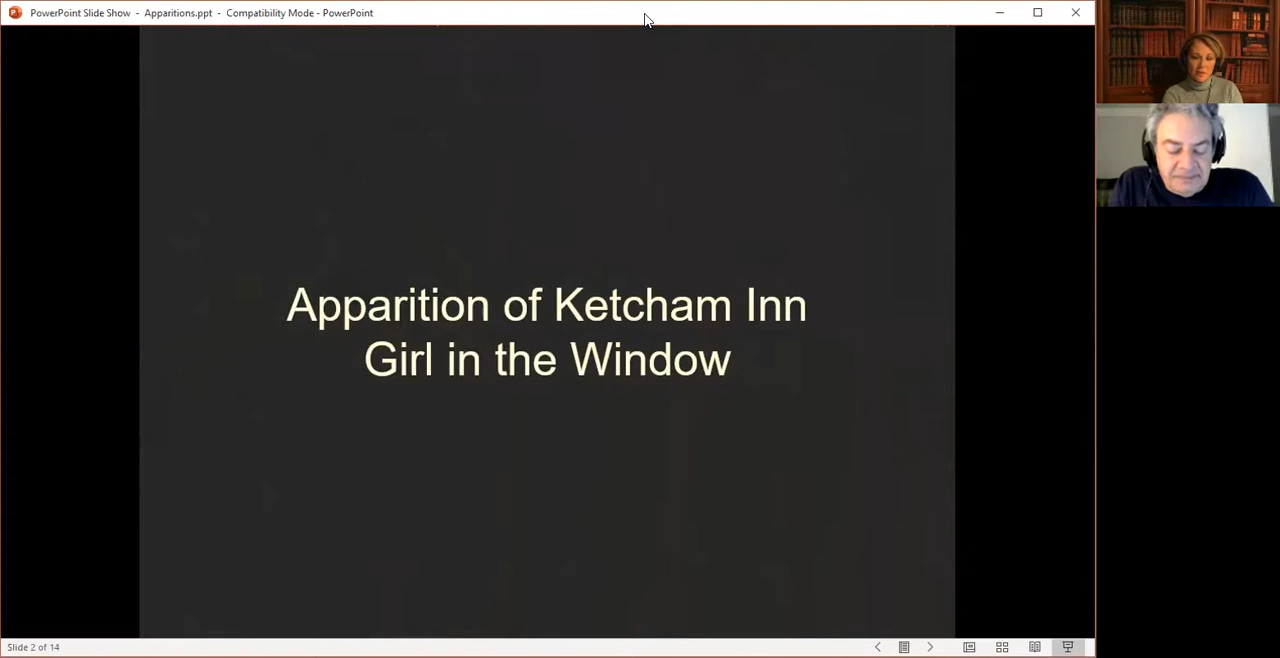 PowerPoint Slide Show - Apparitions.ppt - Compatibility Mode - PowerPoint
Apparition of Ketcham Inn
Girl in the Window
Slide 2 of 14